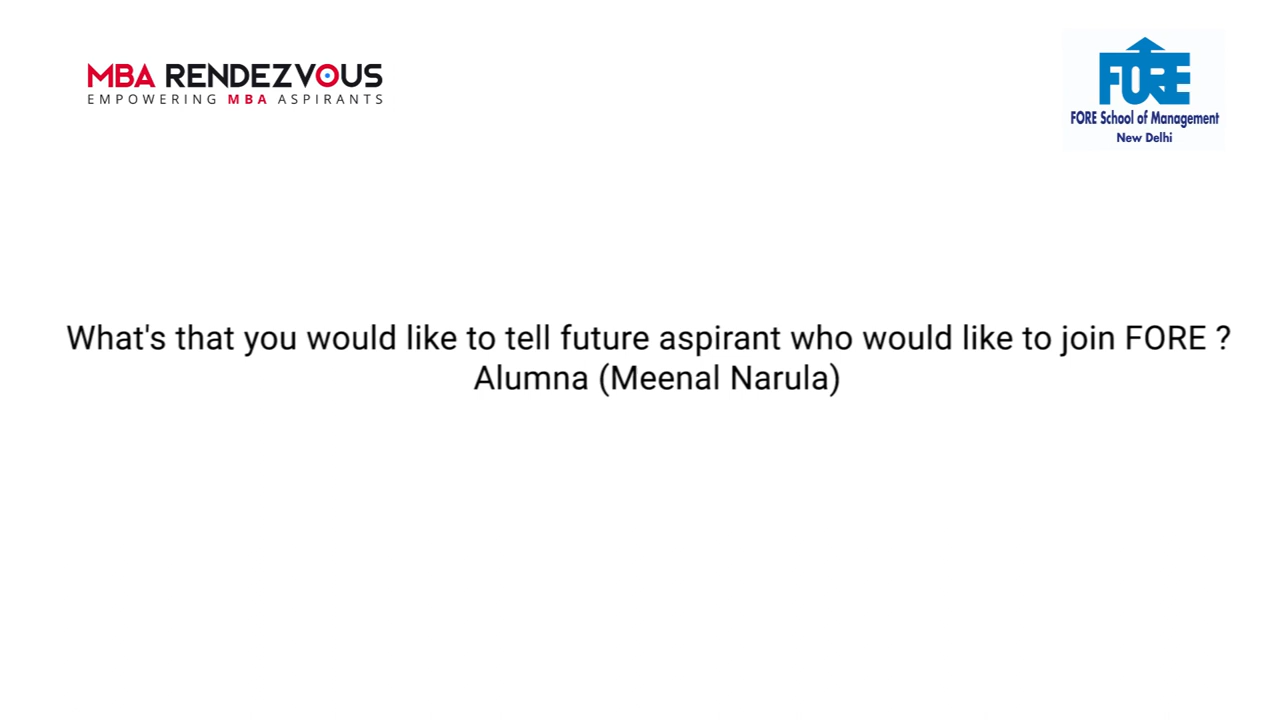 MBA RENDEZVOUS
EMPOWERING MBA ASPIRANTS
FORE
FORE School of Management
New Delhi
What's that you would like to tell future aspirant who would like to join FORE ?
Alumna (Meenal Narula)